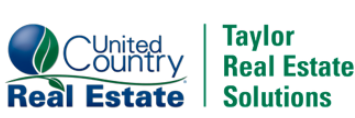 United
Country
Real Estate
Taylor
Real Estate
Solutions